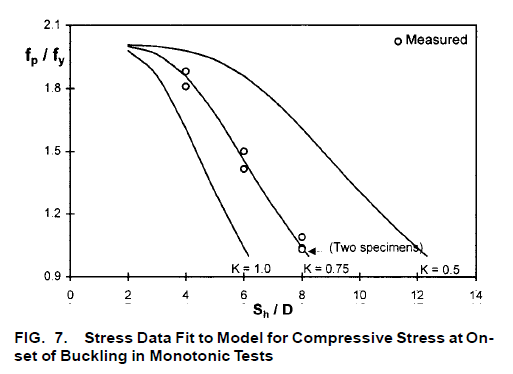 2.1
fp / fy
o Measured
1.8
1.5
1.2
(Two specimens)
K = 1.0
K = 0.75
K = 0.5
0.9
0 2 4 6 8 10 12 14
Sh / D
FIG. 7. Stress Data Fit to Model for Compressive Stress at On-
set of Buckling in Monotonic Tests